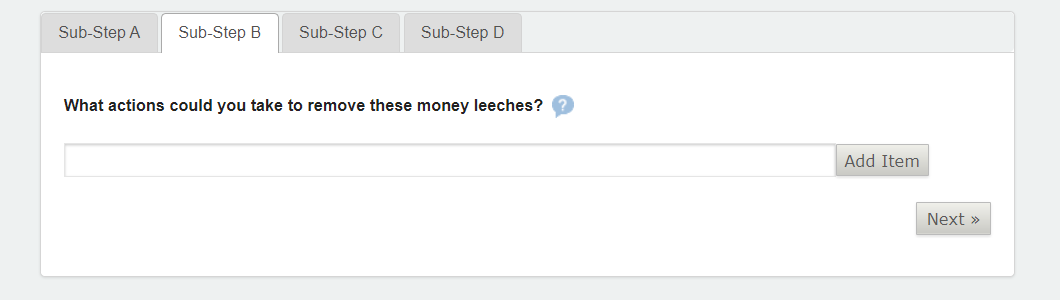 Sub-Step A Sub-Step B Sub-Step C Sub-Step D
What actions could you take to remove these money leeches? ?
Add Item
Next »